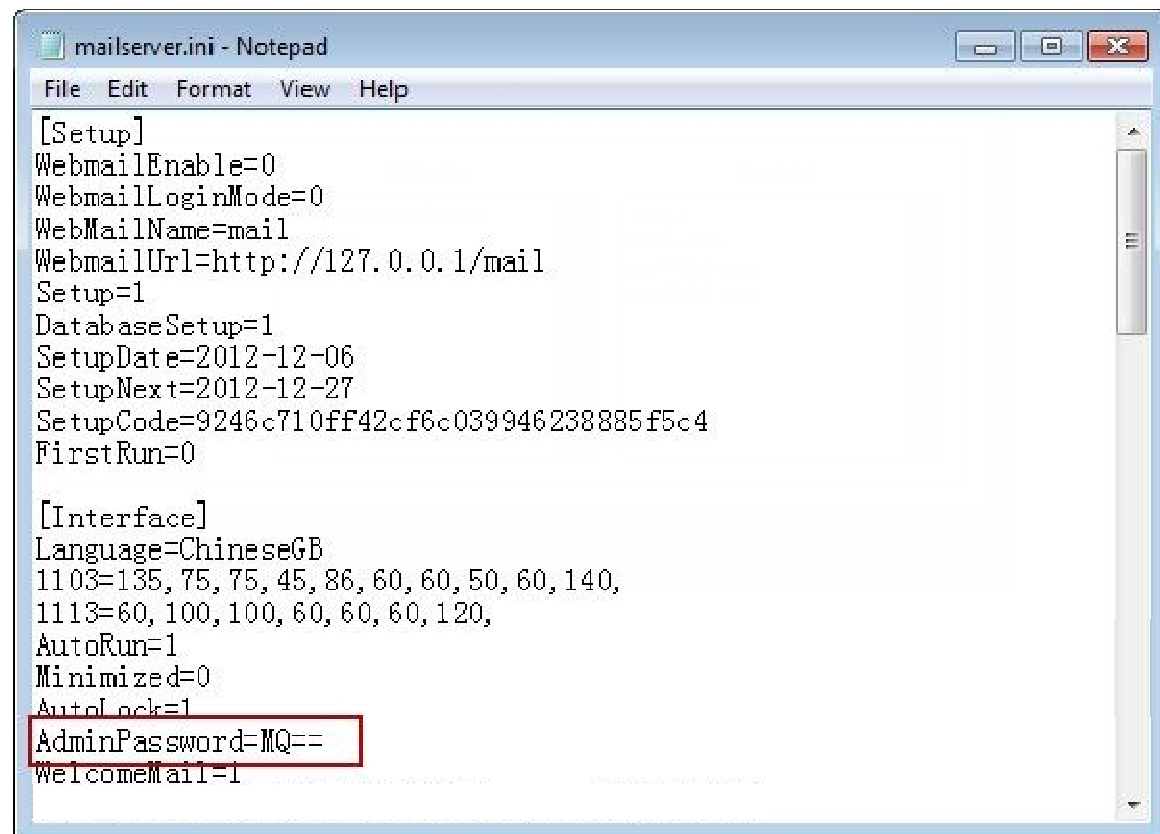 mailserver.ini - Notepad
File Edit Format View Help
[Setup]
WebmailEnable=0
WebmailLoginMode=0
WebMailName=mail
WebmailUrl=http://127.0.0.1/mail
Setup=1
DatabaseSetup=1
SetupDate=2012-12-06
SetupNext=2012-12-27
SetupCode=9246c710ff42cf6c039946238885f5c4
FirstRun=0
[Interface]
Language=ChineseGB
1103=135,75,75,45,86,60,60,50,60,140,
1113=60,100,100,60,60,60,120,
AutoRun=1
Minimized=0
AutoLock=1
AdminPassword=MQ==
WelcomeMail=1